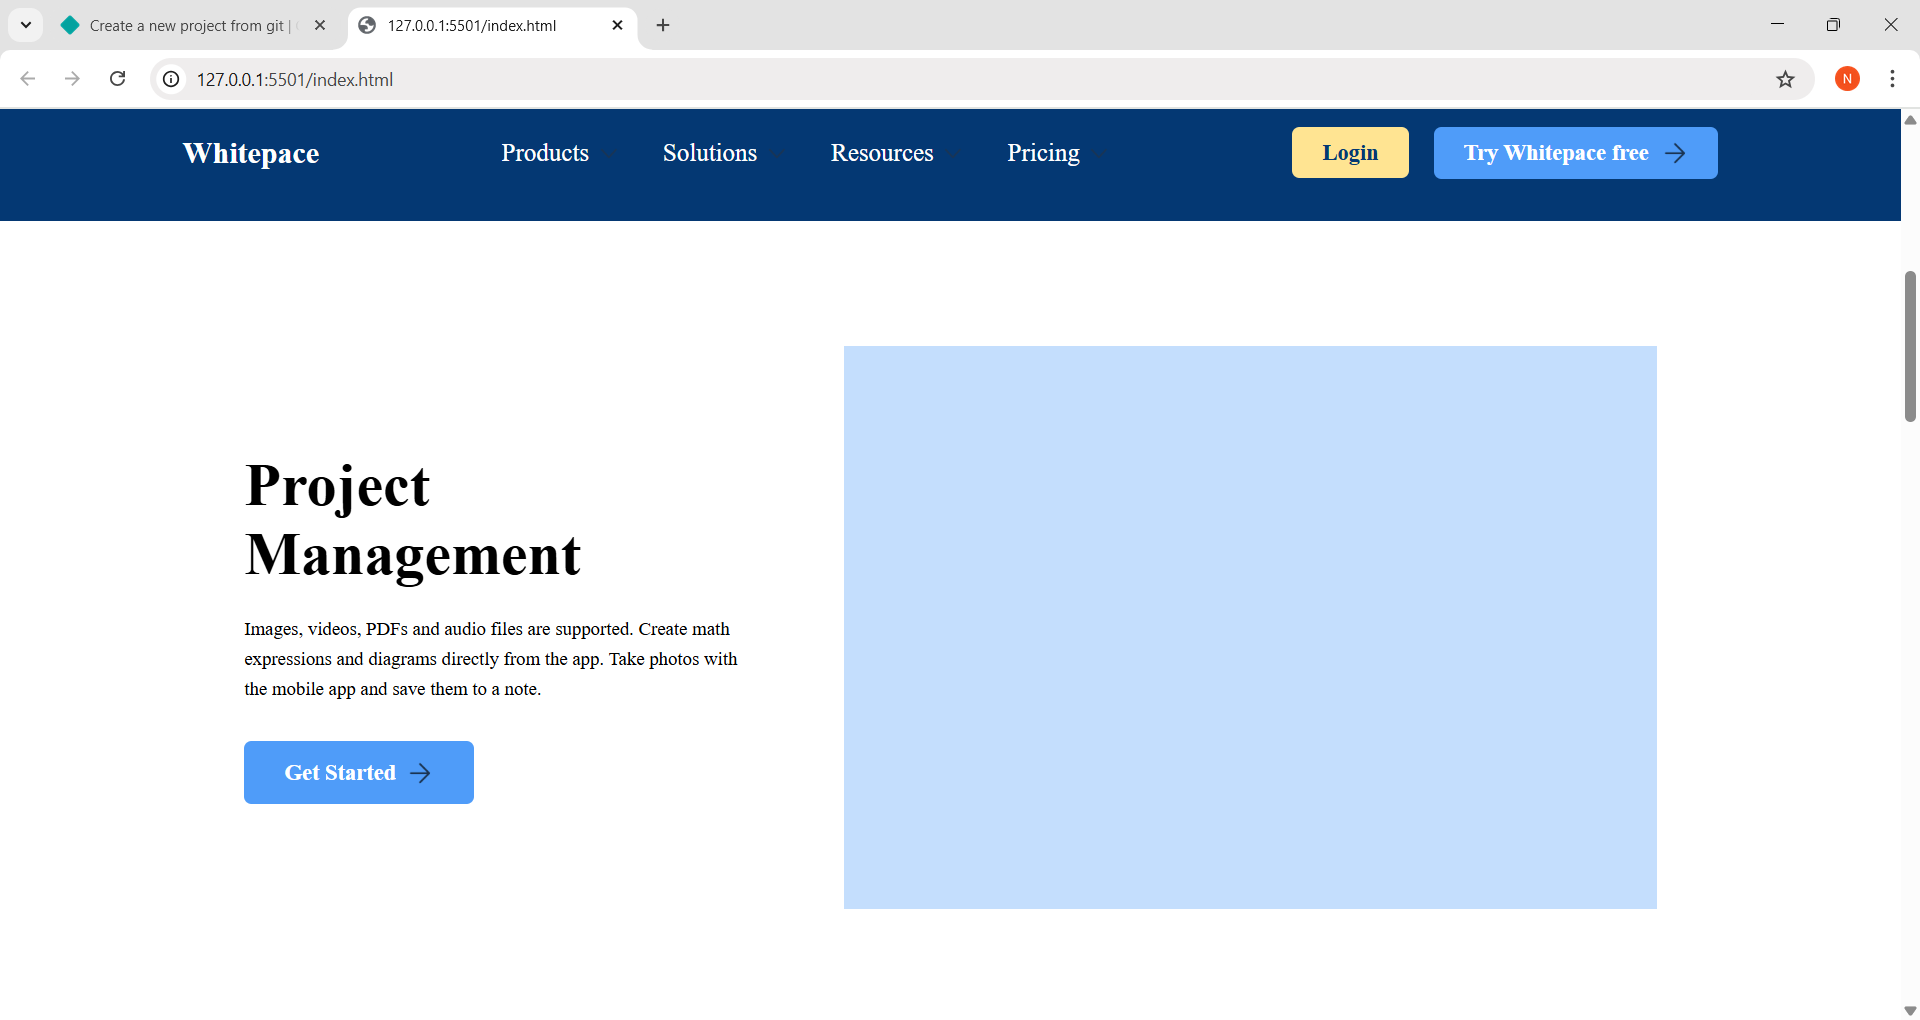 Create a new project from git |
127.0.0.1:5501/index.html
127.0.0.1:5501/index.html
N
Whitepace
Products
Solutions
Resources
Pricing
Login
Try Whitepace free
Project
Management
Images, videos, PDFs and audio files are supported. Create math
expressions and diagrams directly from the app. Take photos with
the mobile app and save them to a note.
Get Started